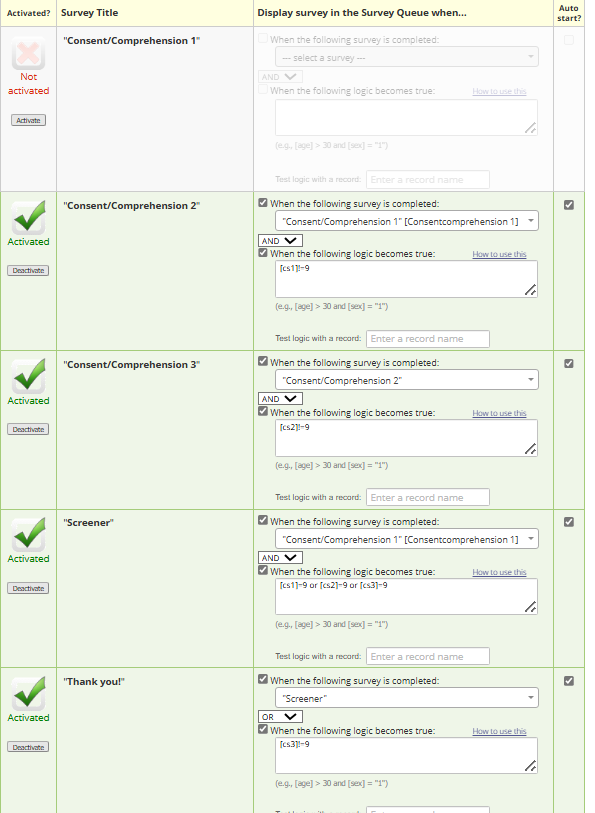 Activated? Survey Title Display survey in the Survey Queue when... Auto start?
"Consent/Comprehension 1"
Not activated
Activate
When the following survey is completed:
--- select a survey ---
AND
When the following logic becomes true: How to use this
(e.g., [age] > 30 and [sex] = "1")
Test logic with a record: Enter a record name
"Consent/Comprehension 2"
Activated
Deactivate
When the following survey is completed:
"Consent/Comprehension 1" [Consentcomprehension 1]
AND
When the following logic becomes true: How to use this
[cs1]!=9
(e.g., [age] > 30 and [sex] = "1")
Test logic with a record: Enter a record name
"Consent/Comprehension 3"
Activated
Deactivate
When the following survey is completed:
"Consent/Comprehension 2"
AND
When the following logic becomes true: How to use this
[cs2]!=9
(e.g., [age] > 30 and [sex] = "1")
Test logic with a record: Enter a record name
"Screener"
Activated
Deactivate
When the following survey is completed:
"Consent/Comprehension 1" [Consentcomprehension 1]
AND
When the following logic becomes true: How to use this
[cs1]=9 or [cs2]=9 or [cs3]=9
(e.g., [age] > 30 and [sex] = "1")
Test logic with a record: Enter a record name
"Thank you!"
Activated
Deactivate
When the following survey is completed:
"Screener"
OR
When the following logic becomes true: How to use this
[cs3]!=9
(e.g., [age] > 30 and [sex] = "1")